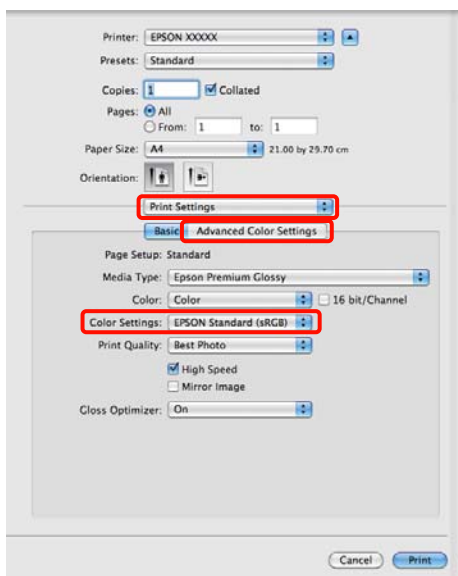 Printer: EPSON XXXXX
Presets: Standard
Copies: 1 Collated
Pages: All
From: 1 to: 1
Paper Size: A4 21.00 by 29.70 cm
Orientation:
Print Settings
Basic Advanced Color Settings
Page Setup: Standard
Media Type: Epson Premium Glossy
Color: Color 16 bit/Channel
Color Settings: EPSON Standard (sRGB)
Print Quality: Best Photo
High Speed
Mirror Image
Gloss Optimizer: On
Cancel Print